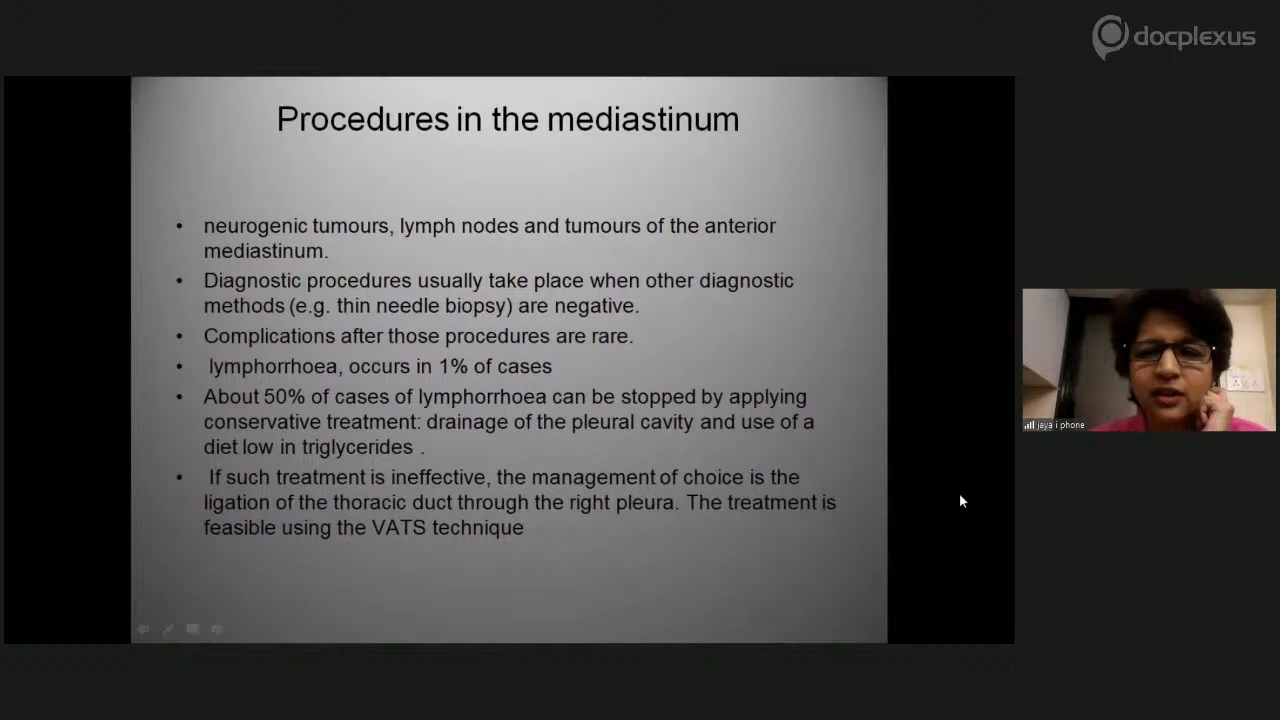 docplexus
Procedures in the mediastinum
• neurogenic tumours, lymph nodes and tumours of the anterior
mediastinum.
• Diagnostic procedures usually take place when other diagnostic
methods (e.g. thin needle biopsy) are negative.
• Complications after those procedures are rare.
• lymphorrhoea, occurs in 1% of cases
• About 50% of cases of lymphorrhoea can be stopped by applying
conservative treatment: drainage of the pleural cavity and use of a
diet low in triglycerides .
• If such treatment is ineffective, the management of choice is the
ligation of the thoracic duct through the right pleura. The treatment is
feasible using the VATS technique
jaya i phone